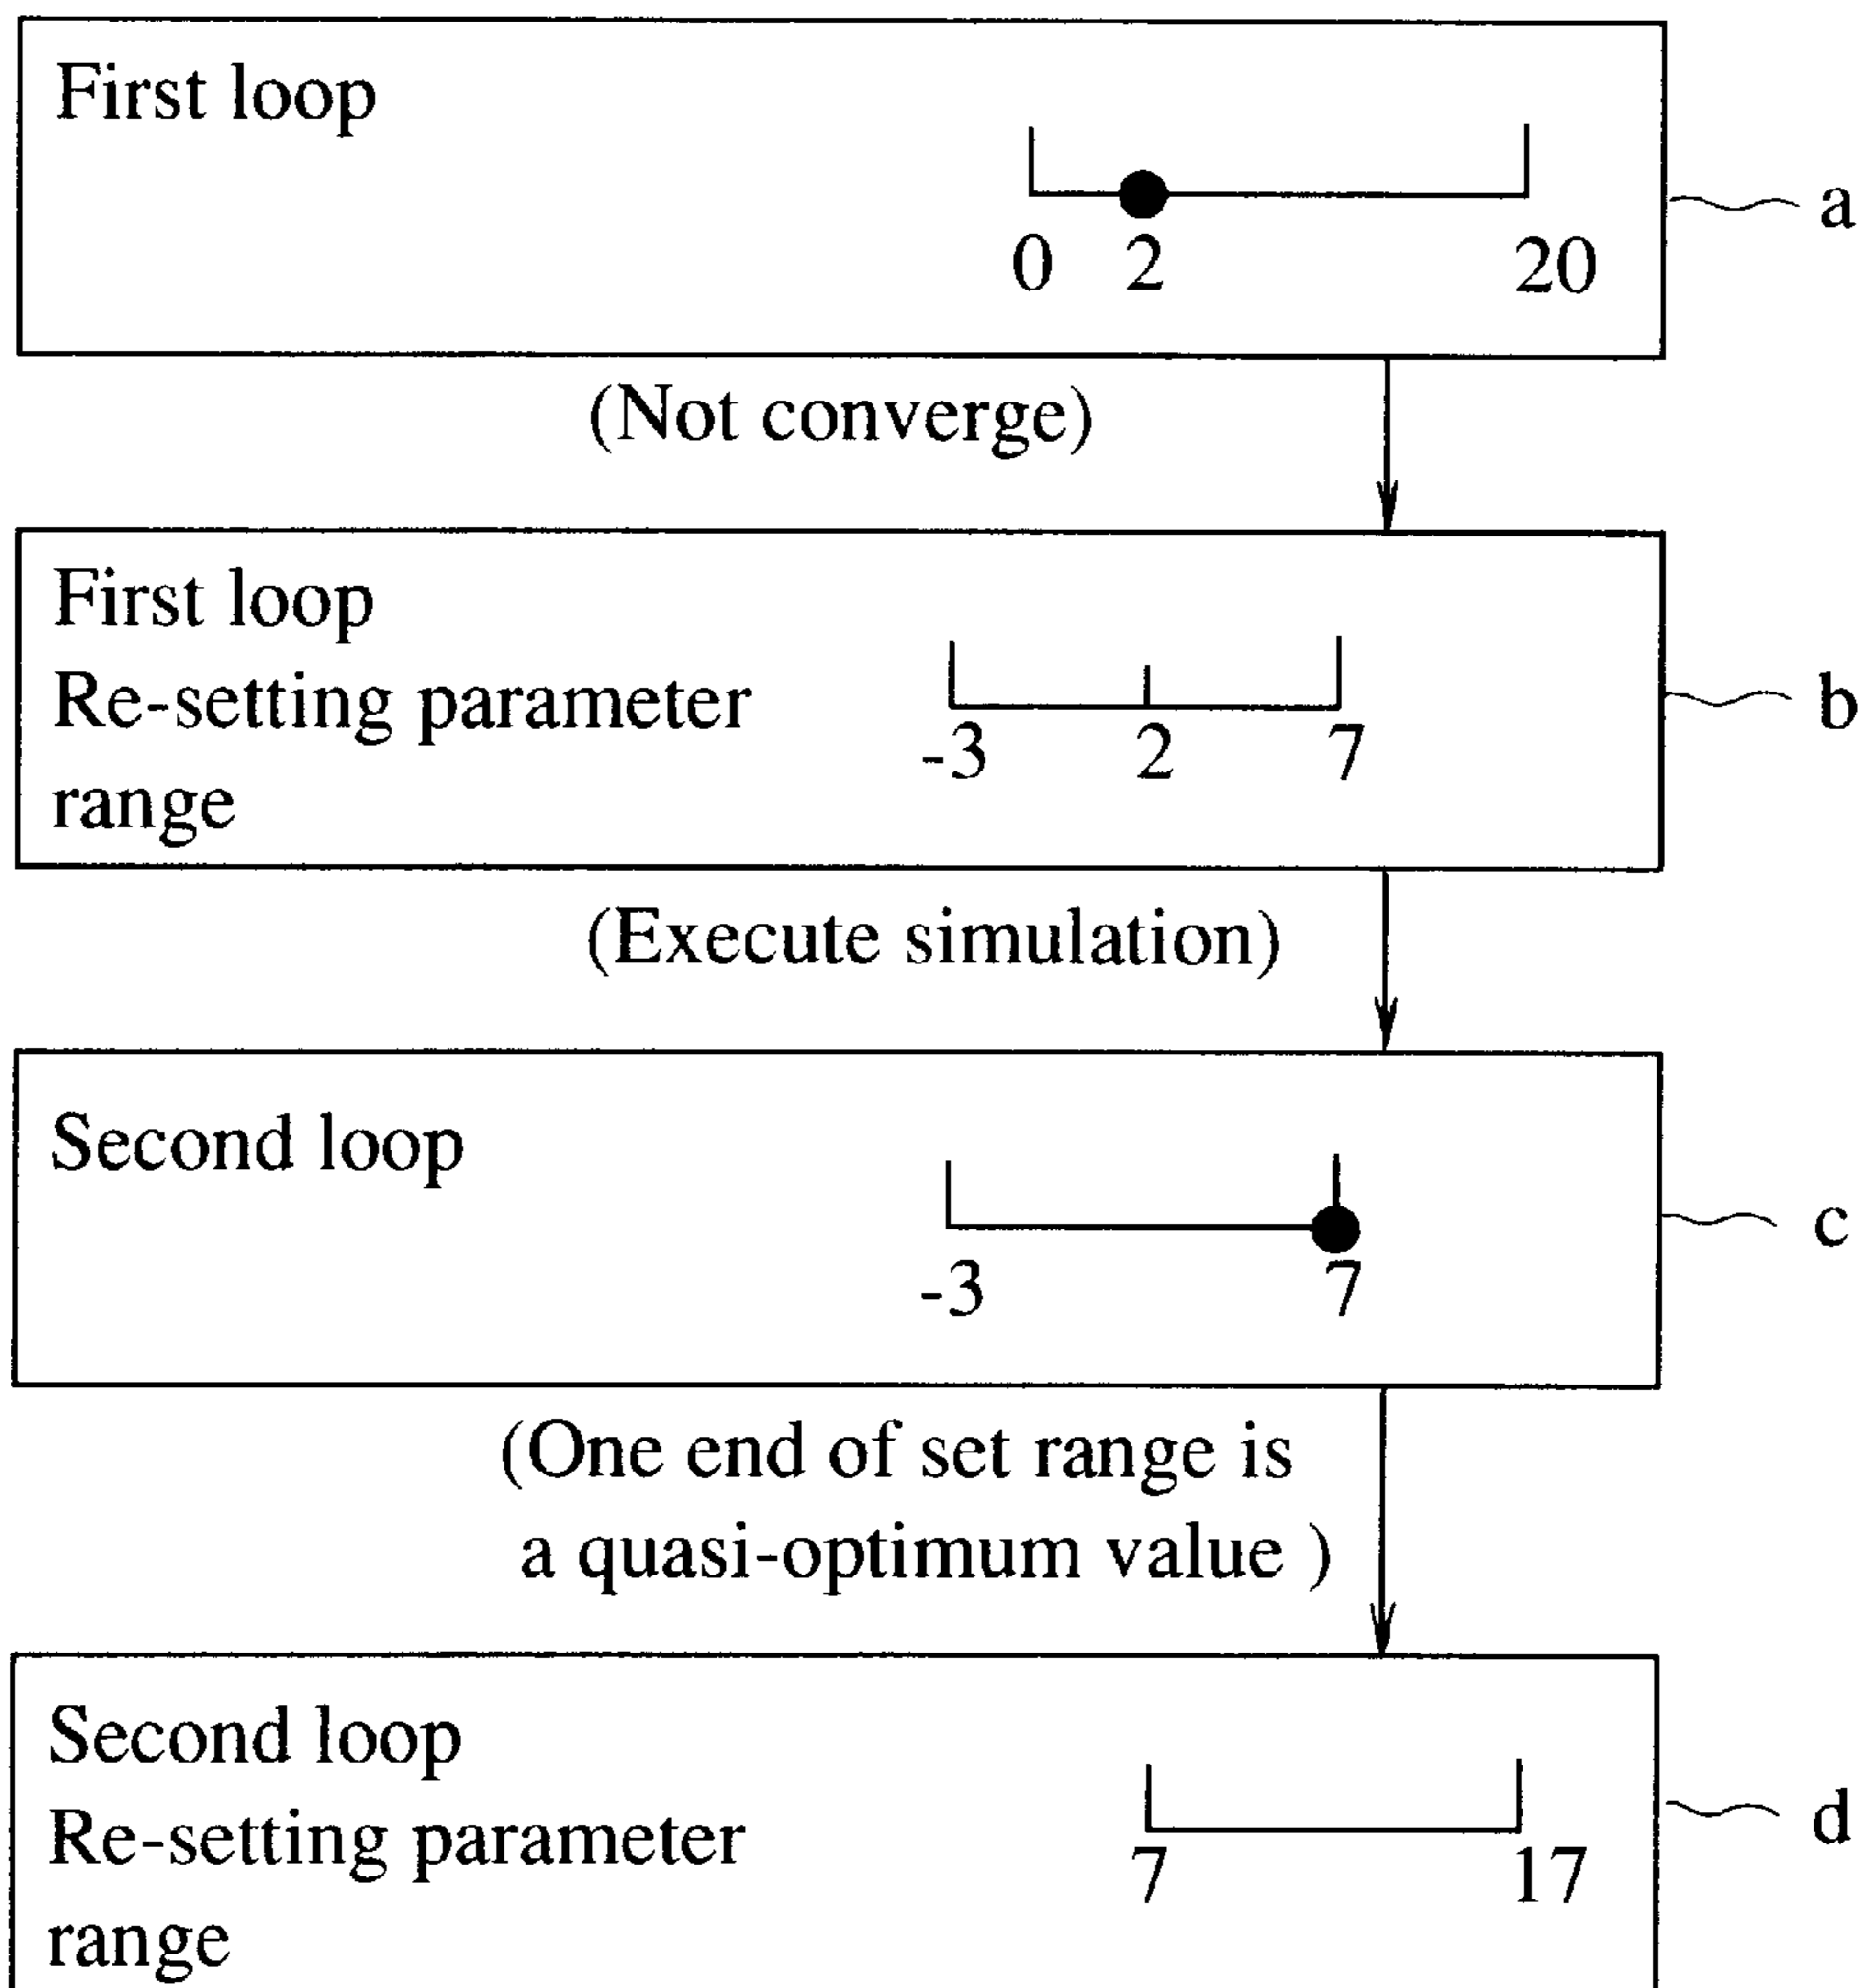 First loop
0 2 20
a
(Not converge)
First loop
Re-setting parameter
range
-3 2 7
b
(Execute simulation)
Second loop
-3 7
c
(One end of set range is
a quasi-optimum value )
Second loop
Re-setting parameter
range
7 17
d